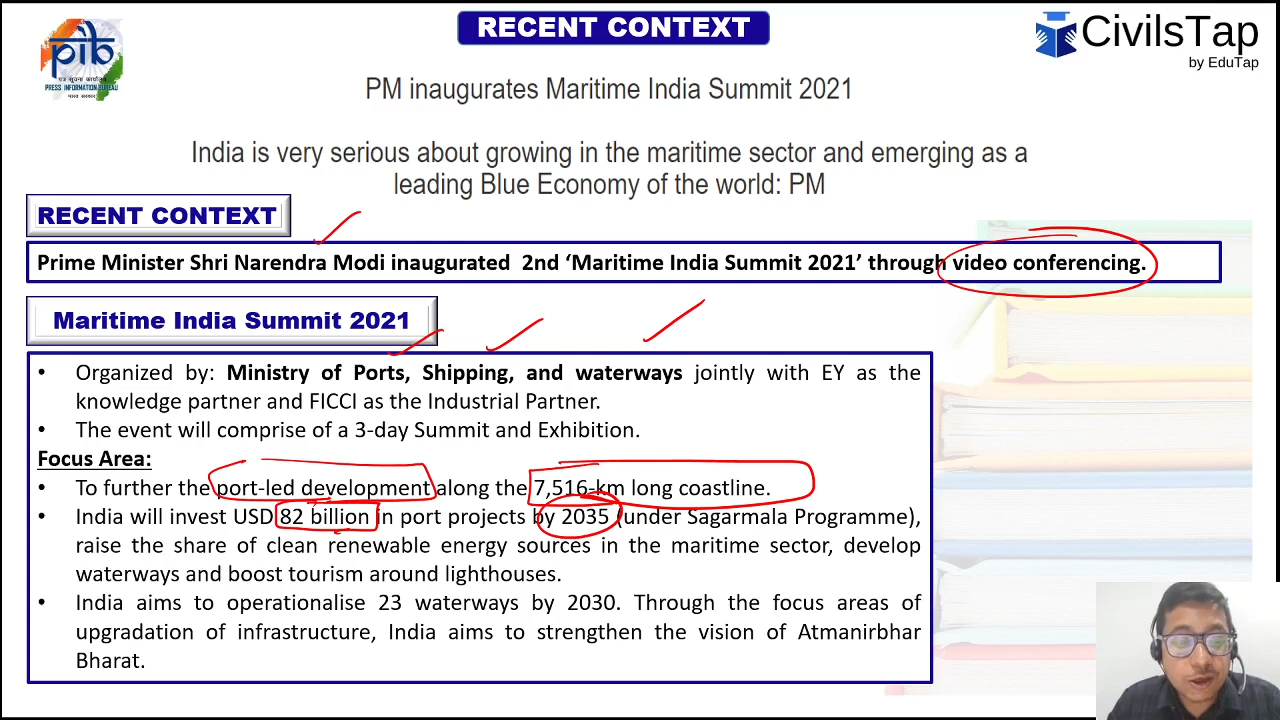 RECENT CONTEXT
pib
पत्र सूचना कार्यालय
PRESS INFORMATION BUREAU
भारत सरकार
CivilsTap
by EduTap
PM inaugurates Maritime India Summit 2021
India is very serious about growing in the maritime sector and emerging as a
leading Blue Economy of the world: PM
RECENT CONTEXT
Prime Minister Shri Narendra Modi inaugurated 2nd ‘Maritime India Summit 2021’ through video conferencing.
Maritime India Summit 2021
• Organized by: Ministry of Ports, Shipping, and waterways jointly with EY as the
knowledge partner and FICCI as the Industrial Partner.
• The event will comprise of a 3-day Summit and Exhibition.
Focus Area:
• To further the port-led development along the 7,516-km long coastline.
• India will invest USD 82 billion in port projects by 2035 (under Sagarmala Programme),
raise the share of clean renewable energy sources in the maritime sector, develop
waterways and boost tourism around lighthouses.
• India aims to operationalise 23 waterways by 2030. Through the focus areas of
upgradation of infrastructure, India aims to strengthen the vision of Atmanirbhar
Bharat.